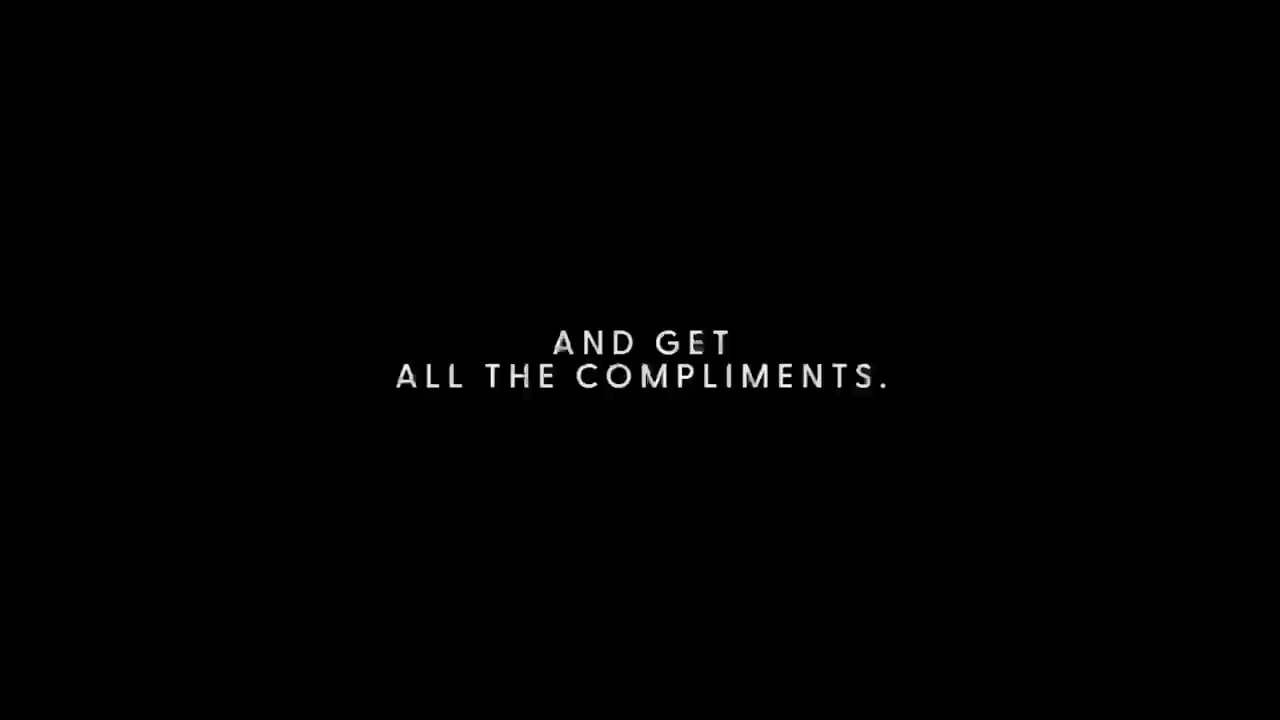 AND GET
ALL THE COMPLIMENTS.